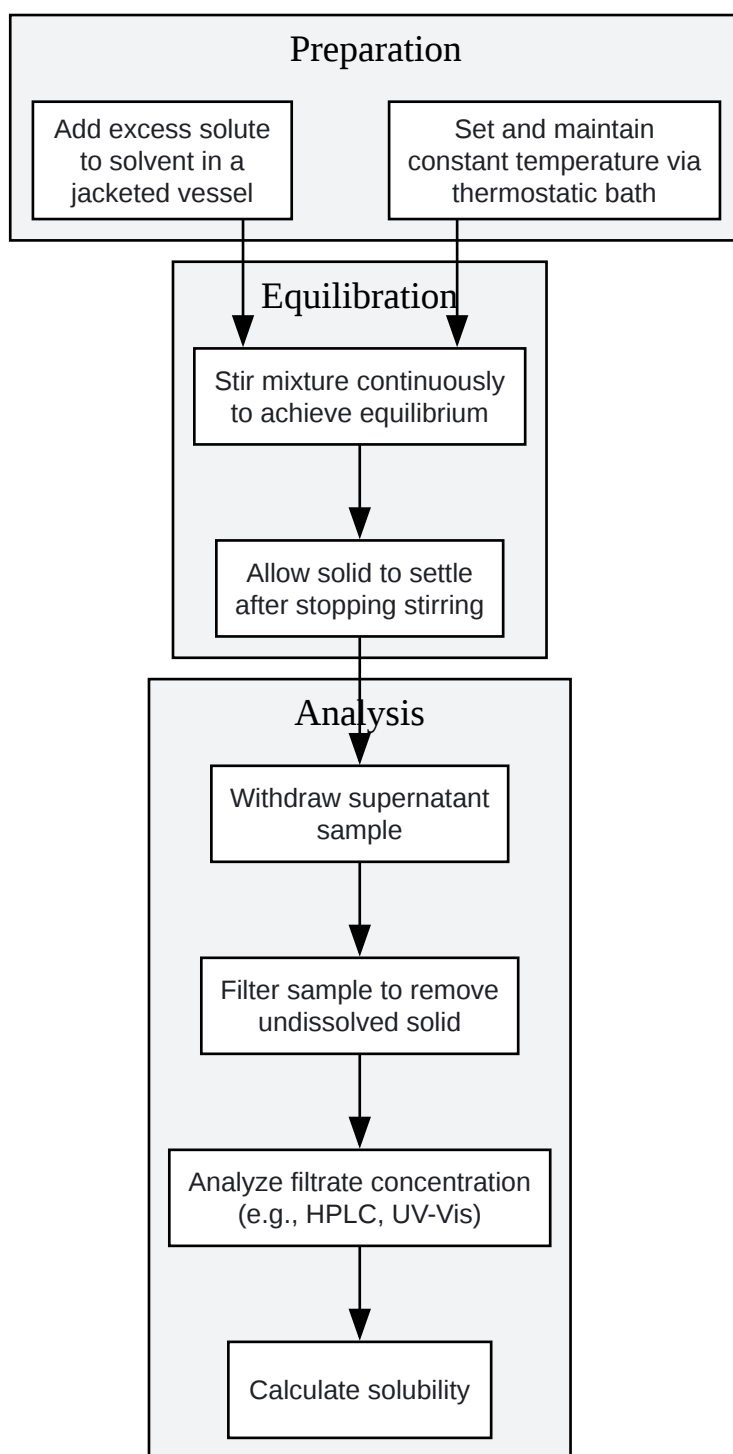 Preparation
Add excess solute
to solvent in a
jacketed vessel
Set and maintain
constant temperature via
thermostatic bath
Equilibration
Stir mixture continuously
to achieve equilibrium
Allow solid to settle
after stopping stirring
Analysis
Withdraw supernatant
sample
Filter sample to remove
undissolved solid
Analyze filtrate concentration
(e.g., HPLC, UV-Vis)
Calculate solubility